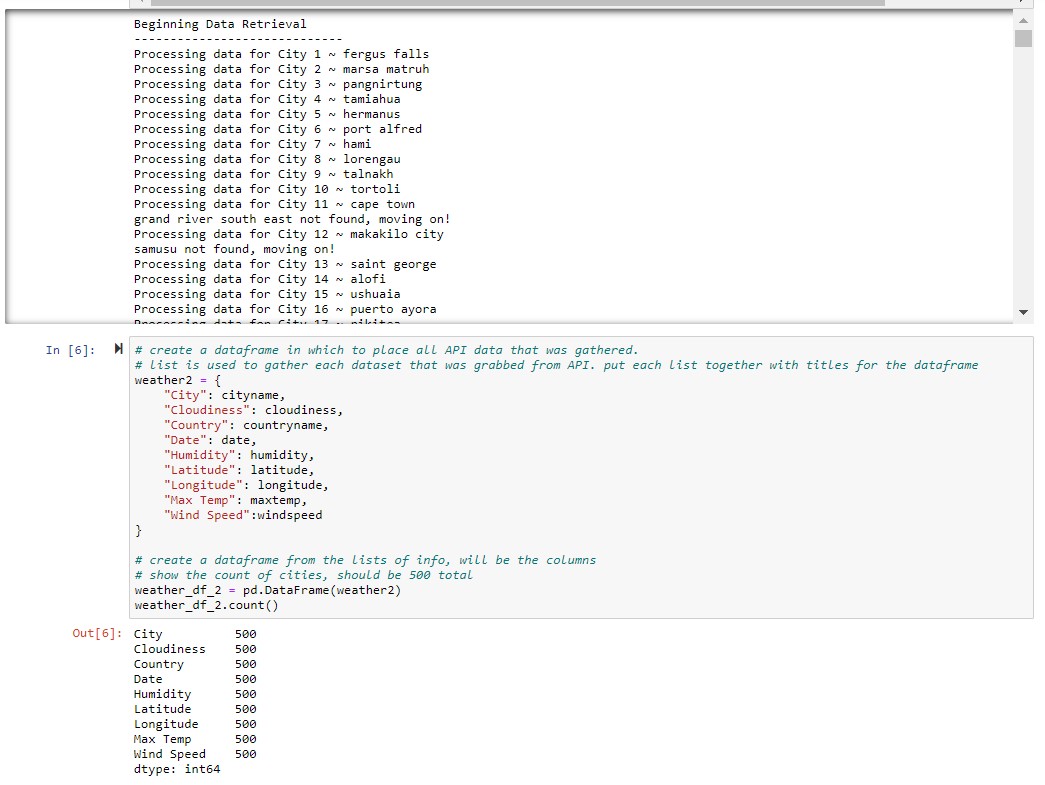 Beginning Data Retrieval
-----------------------------
Processing data for City 1 ~ fergus falls
Processing data for City 2 ~ marsa matruh
Processing data for City 3 ~ pangnirtung
Processing data for City 4 ~ tamiahua
Processing data for City 5 ~ hermanus
Processing data for City 6 ~ port alfred
Processing data for City 7 ~ hami
Processing data for City 8 ~ lorengau
Processing data for City 9 ~ talnakh
Processing data for City 10 ~ tortoli
Processing data for City 11 ~ cape town
grand river south east not found, moving on!
Processing data for City 12 ~ makakilo city
samusu not found, moving on!
Processing data for City 13 ~ saint george
Processing data for City 14 ~ alofi
Processing data for City 15 ~ ushuaia
Processing data for City 16 ~ puerto ayora
Processing data for City 17 ~
In [6]:
# create a dataframe in which to place all API data that was gathered.
# list is used to gather each dataset that was grabbed from API. put each list together with titles for the dataframe
weather2 = {
    "City": cityname,
    "Cloudiness": cloudiness,
    "Country": countryname,
    "Date": date,
    "Humidity": humidity,
    "Latitude": latitude,
    "Longitude": longitude,
    "Max Temp": maxtemp,
    "Wind Speed":windspeed
}
# create a dataframe from the lists of info, will be the columns
# show the count of cities, should be 500 total
weather_df_2 = pd.DataFrame(weather2)
weather_df_2.count()
Out[6]:
City 500
Cloudiness 500
Country 500
Date 500
Humidity 500
Latitude 500
Longitude 500
Max Temp 500
Wind Speed 500
dtype: int64